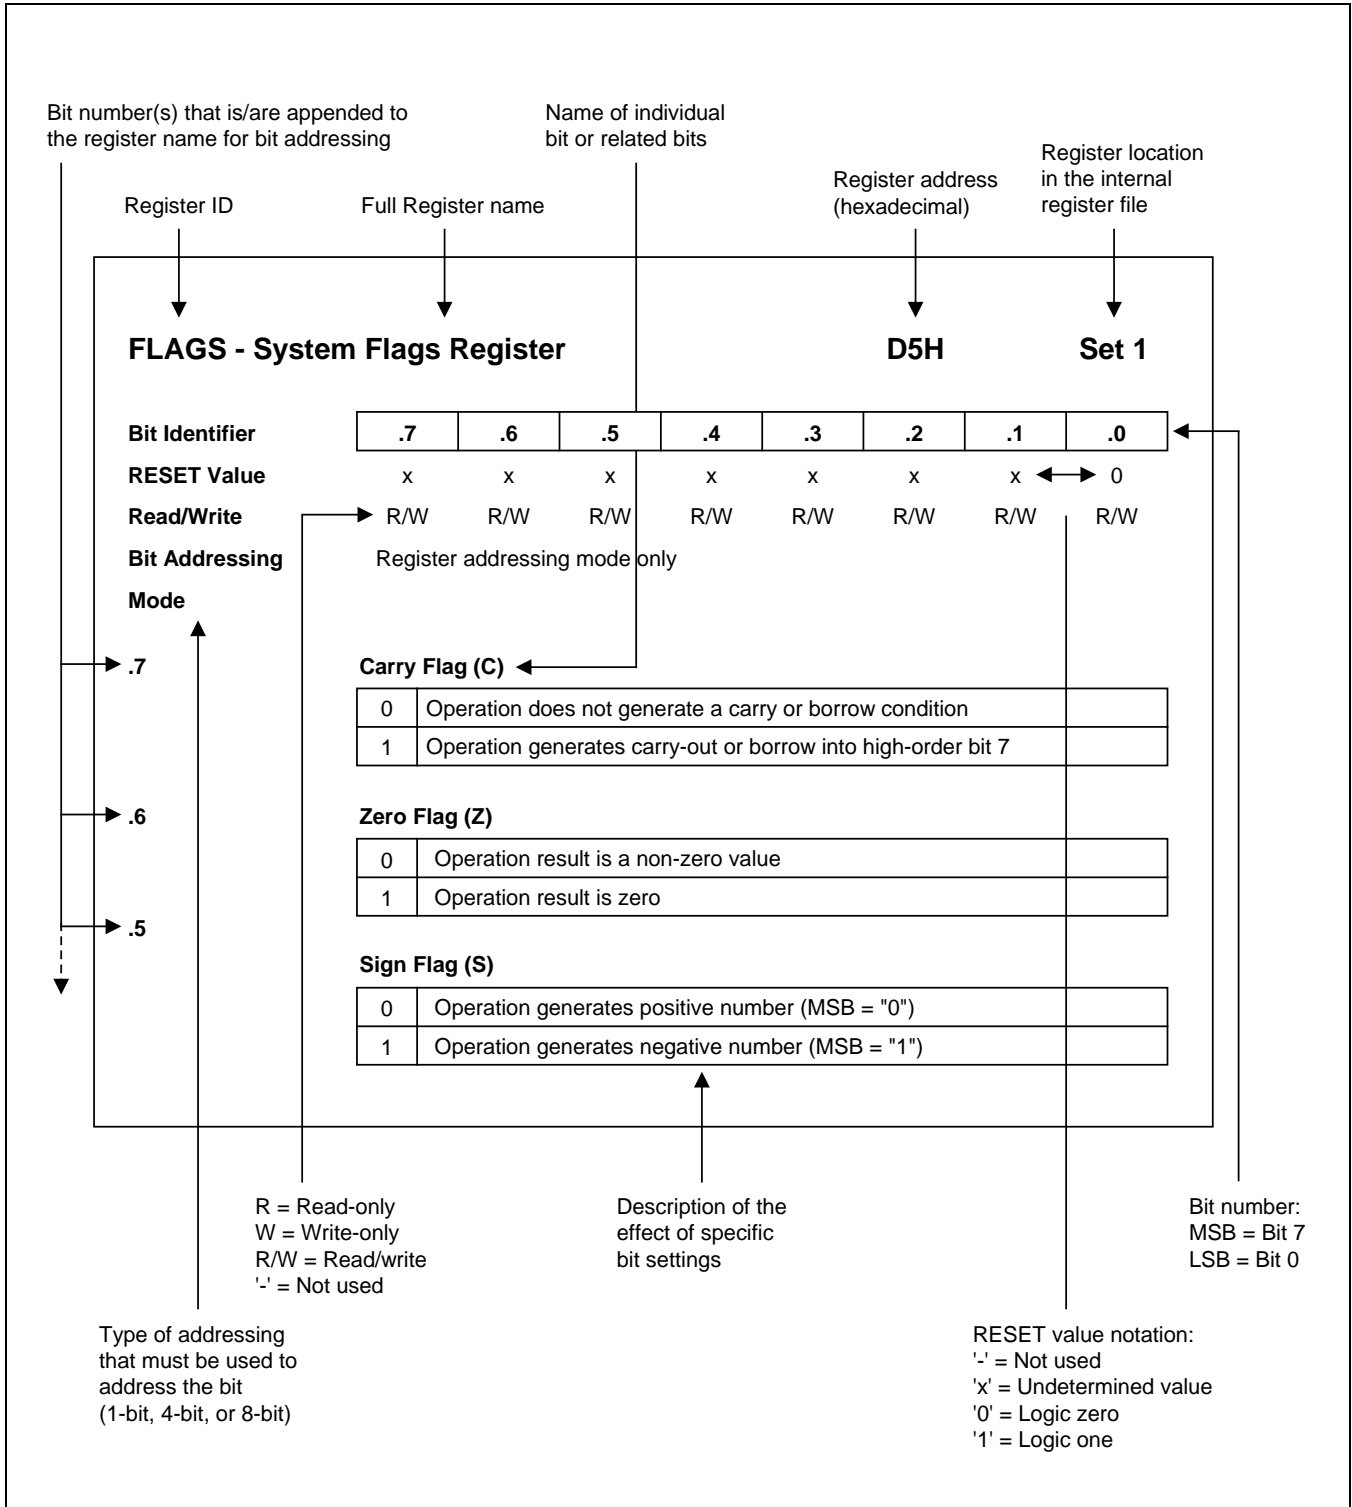 Bit number(s) that is/are appended to
the register name for bit addressing
Name of individual
bit or related bits
Register ID
Full Register name
Register address
(hexadecimal)
Register location
in the internal
register file
FLAGS - System Flags Register D5H Set 1
Bit Identifier .7 .6 .5 .4 .3 .2 .1 .0
RESET Value x x x x x x x 0
Read/Write R/W R/W R/W R/W R/W R/W R/W R/W
Bit Addressing Register addressing mode only
Mode
.7 Carry Flag (C)
0 Operation does not generate a carry or borrow condition
1 Operation generates carry-out or borrow into high-order bit 7
.6 Zero Flag (Z)
0 Operation result is a non-zero value
1 Operation result is zero
.5
Sign Flag (S)
0 Operation generates positive number (MSB = "0")
1 Operation generates negative number (MSB = "1")
R = Read-only
W = Write-only
R/W = Read/write
'-' = Not used
Description of the
effect of specific
bit settings
Bit number:
MSB = Bit 7
LSB = Bit 0
Type of addressing
that must be used to
address the bit
(1-bit, 4-bit, or 8-bit)
RESET value notation:
'-' = Not used
'x' = Undetermined value
'0' = Logic zero
'1' = Logic one